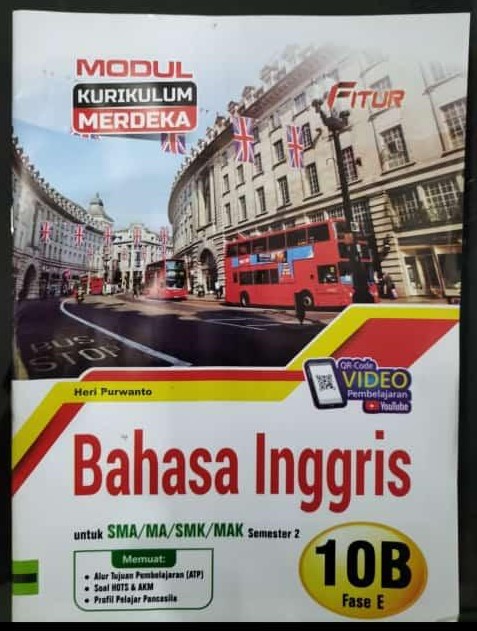 MODUL
KURIKULUM
MERDEKA
FITUR
BUS
STOP
Heri Purwanto
QR-Code
VIDEO
Pembelajaran
YouTube
Bahasa Inggris
untuk SMA/MA/SMK/MAK Semester 2
Memuat:
• Alur Tujuan Pembelajaran (ATP)
• Soal HOTS & AKM
• Profil Pelajar Pancasila
10B
Fase E